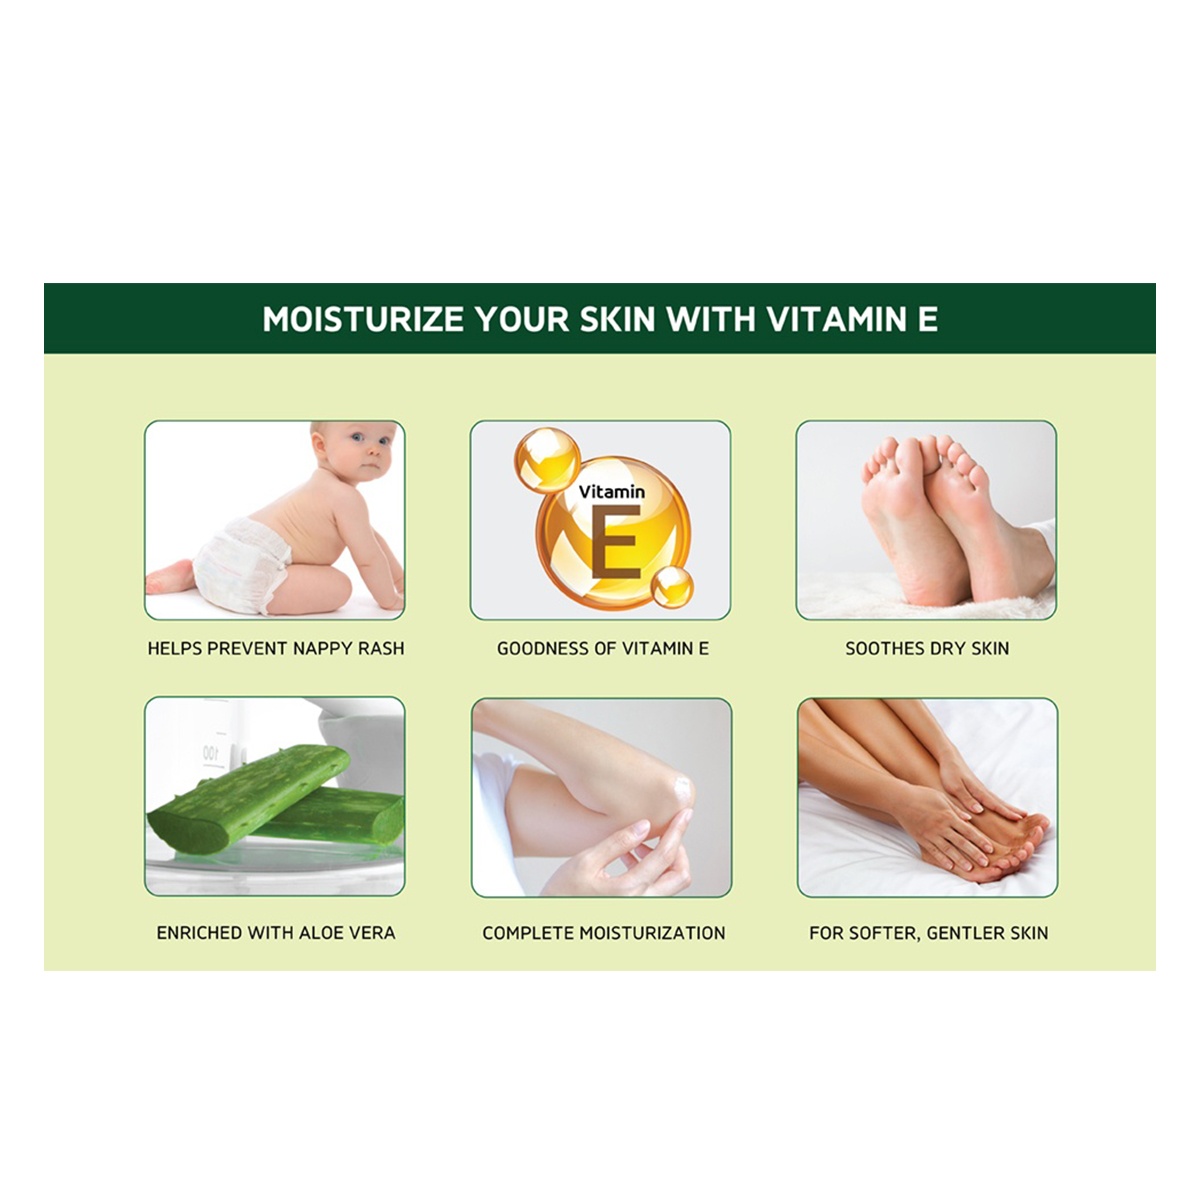 MOISTURIZE YOUR SKIN WITH VITAMIN E
Vitamin
E
HELPS PREVENT NAPPY RASH
GOODNESS OF VITAMIN E
SOOTHES DRY SKIN
100
ENRICHED WITH ALOE VERA
COMPLETE MOISTURIZATION
FOR SOFTER, GENTLER SKIN